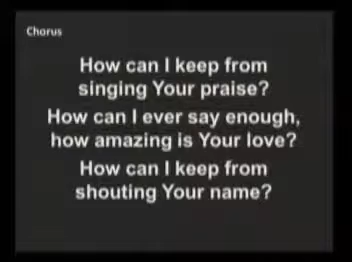 Chorus
How can I keep from
singing Your praise?
How can I ever say enough,
how amazing is Your love?
How can I keep from
shouting Your name?